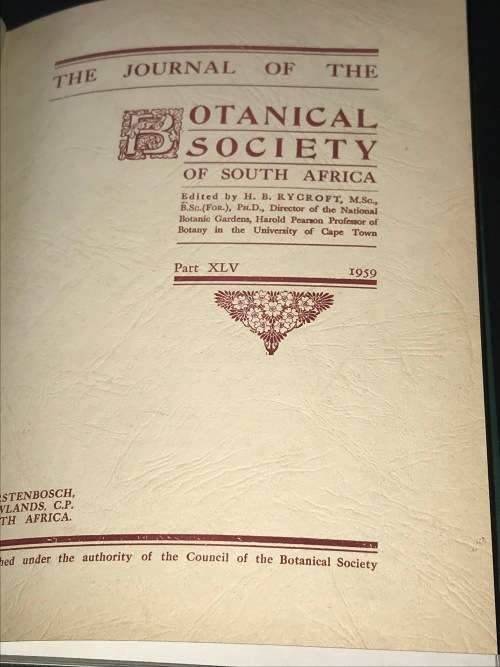 THE JOURNAL OF THE
BOTANICAL
SOCIETY
OF SOUTH AFRICA
Edited by H. B. RYCROFT, M.Sc.,
B.Sc.(For.), Ph.D., Director of the National
Botanic Gardens, Harold Pearson Professor of
Botany in the University of Cape Town
Part XLV 1959
RSTENBOSCH,
WLANDS, C.P.
TH AFRICA.
hed under the authority of the Council of the Botanical Society